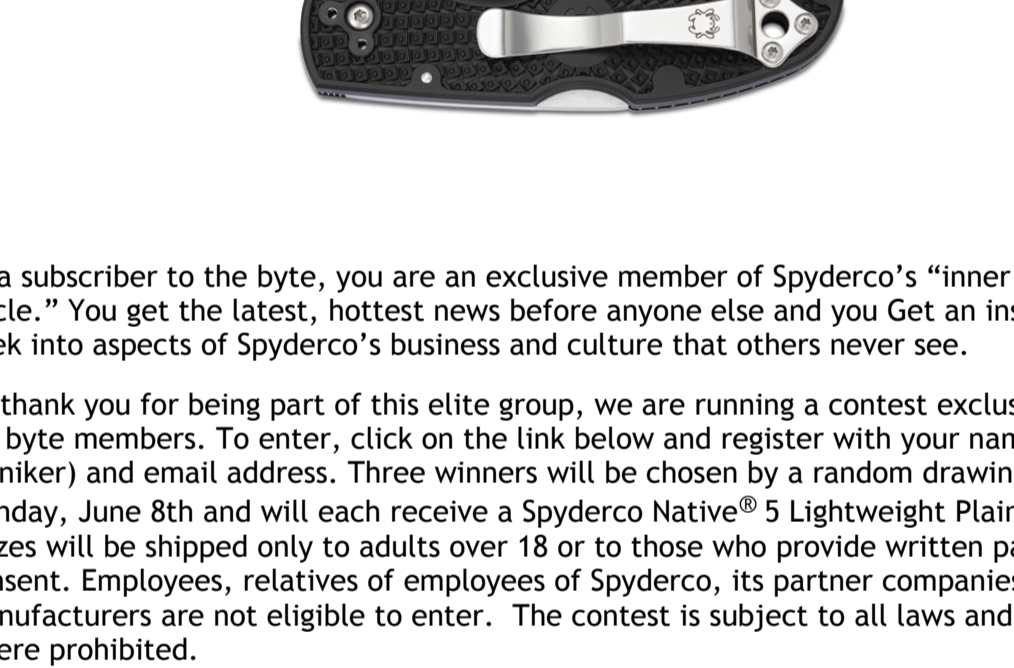 a subscriber to the byte, you are an exclusive member of Spyderco’s “inner
cle.” You get the latest, hottest news before anyone else and you Get an ins
ek into aspects of Spyderco’s business and culture that others never see.
thank you for being part of this elite group, we are running a contest exclus
byte members. To enter, click on the link below and register with your nam
niker) and email address. Three winners will be chosen by a random drawin
nday, June 8th and will each receive a Spyderco Native® 5 Lightweight Plain
zes will be shipped only to adults over 18 or to those who provide written pa
nsent. Employees, relatives of employees of Spyderco, its partner companies
nufacturers are not eligible to enter.  The contest is subject to all laws and
ere prohibited.